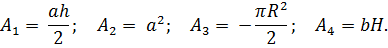 A₁ = ah/2; A₂ = a²; A₃ = −πR²/2; A₄ = bH.